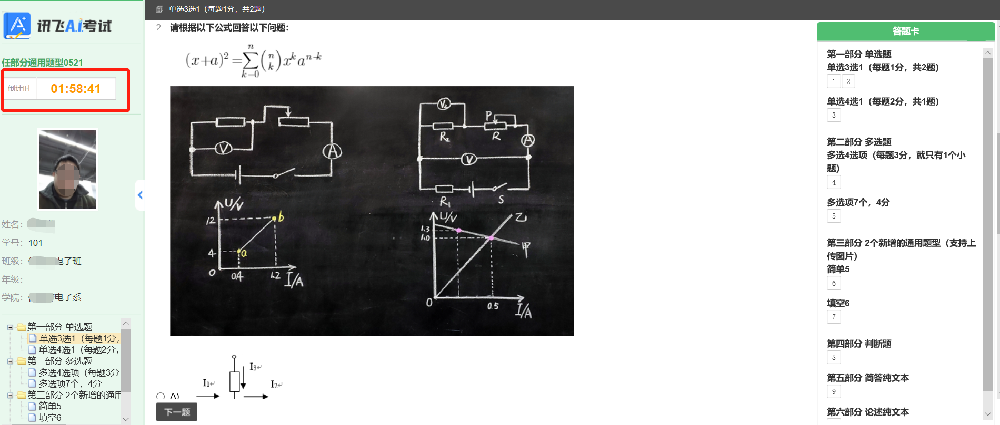 讯飞A.I.考试
任部分通用题型0521
倒计时 01:58:41
姓名：
学号： 101
班级： 电子班
年级：
学院： 电子系
第一部分 单选题
单选3选1（每题1分，
单选4选1（每题2分，
第二部分 多选题
多选4选项（每题3分
多选项7个，4分
第三部分 2个新增的通用
简单5
填空6
单选3选1（每题1分，共2题）
2 请根据以下公式回答以下问题：
(x+a)² = ∑ₖ₌₀ⁿ (n k) xᵏ aⁿ⁻ᵏ
V
A
U/V
12
b
4
a
0
0.4
1.2
I/A
V₂
P
R₂
R
A
V
R₁
S
U/V
乙
1.3
1.0
甲
0
0.5
I/A
I₃
I₁
I₂
A)
下一题
答题卡
第一部分 单选题
单选3选1（每题1分，共2题）
1 2
单选4选1（每题2分，共1题）
3
第二部分 多选题
多选4选项（每题3分，就只有1个小
题）
4
多选项7个，4分
5
第三部分 2个新增的通用题型（支持上
传图片）
简单5
6
填空6
7
第四部分 判断题
8
第五部分 简答纯文本
9
第六部分 论述纯文本